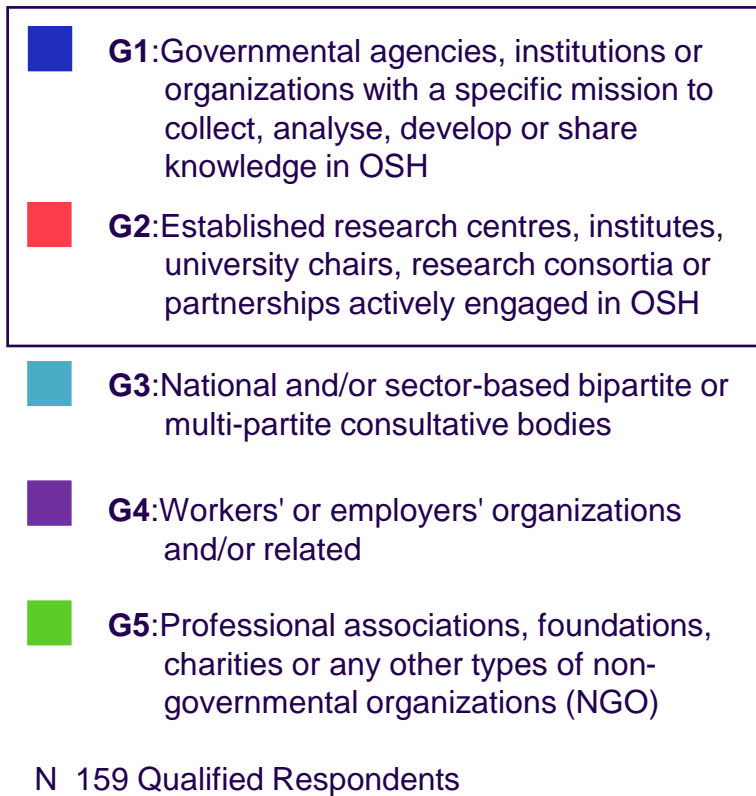 G1:Governmental agencies, institutions or
organizations with a specific mission to
collect, analyse, develop or share
knowledge in OSH
G2:Established research centres, institutes,
university chairs, research consortia or
partnerships actively engaged in OSH
G3:National and/or sector-based bipartite or
multi-partite consultative bodies
G4:Workers' or employers' organizations
and/or related
G5:Professional associations, foundations,
charities or any other types of non-
governmental organizations (NGO)
N 159 Qualified Respondents